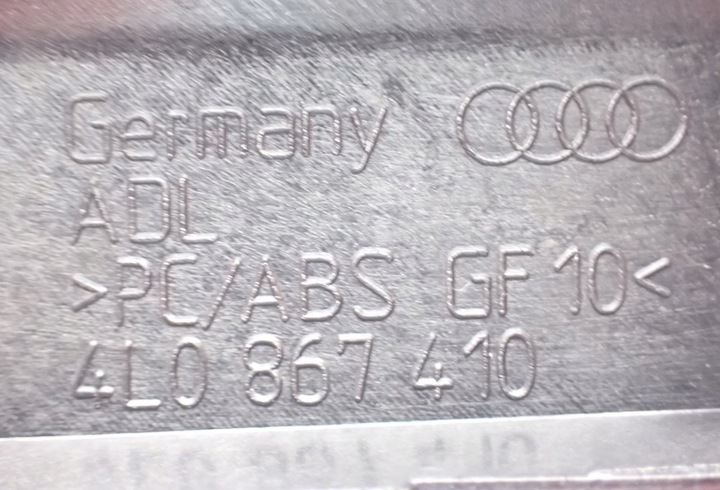 Germany
ADL
>PC/ABS GF10<
4L0 867 410